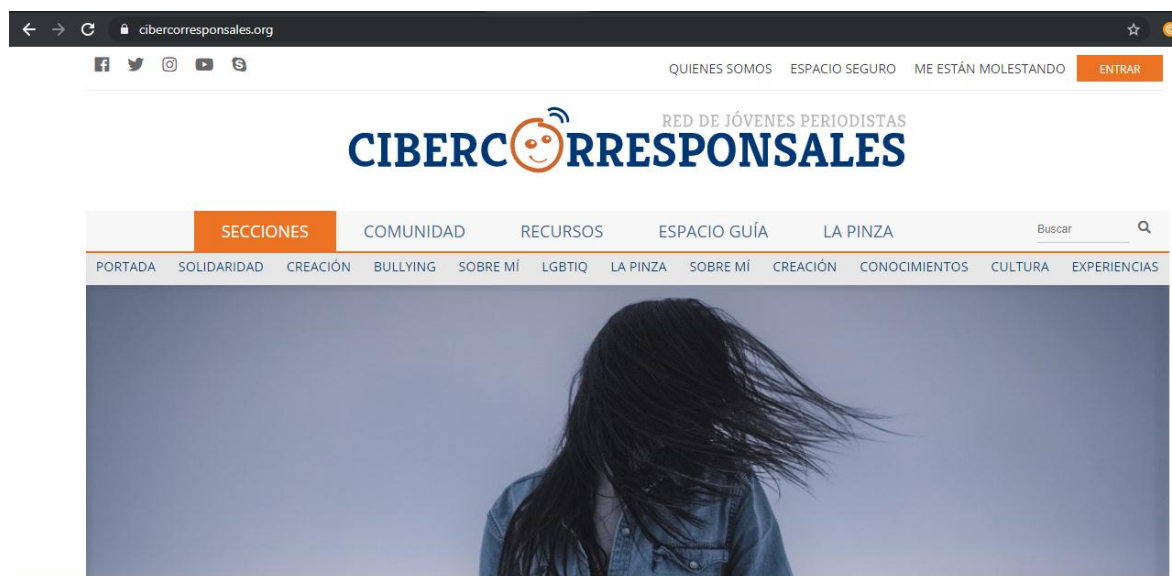 cibercorresponsales.org
QUIENES SOMOS ESPACIO SEGURO ME ESTÁN MOLESTANDO ENTRAR
RED DE JÓVENES PERIODISTAS
CIBERCORRESPONSALES
SECCIONES COMUNIDAD RECURSOS ESPACIO GUÍA LA PINZA Buscar
PORTADA SOLIDARIDAD CREACIÓN BULLYING SOBRE MÍ LGBTIQ LA PINZA SOBRE MÍ CREACIÓN CONOCIMIENTOS CULTURA EXPERIENCIAS